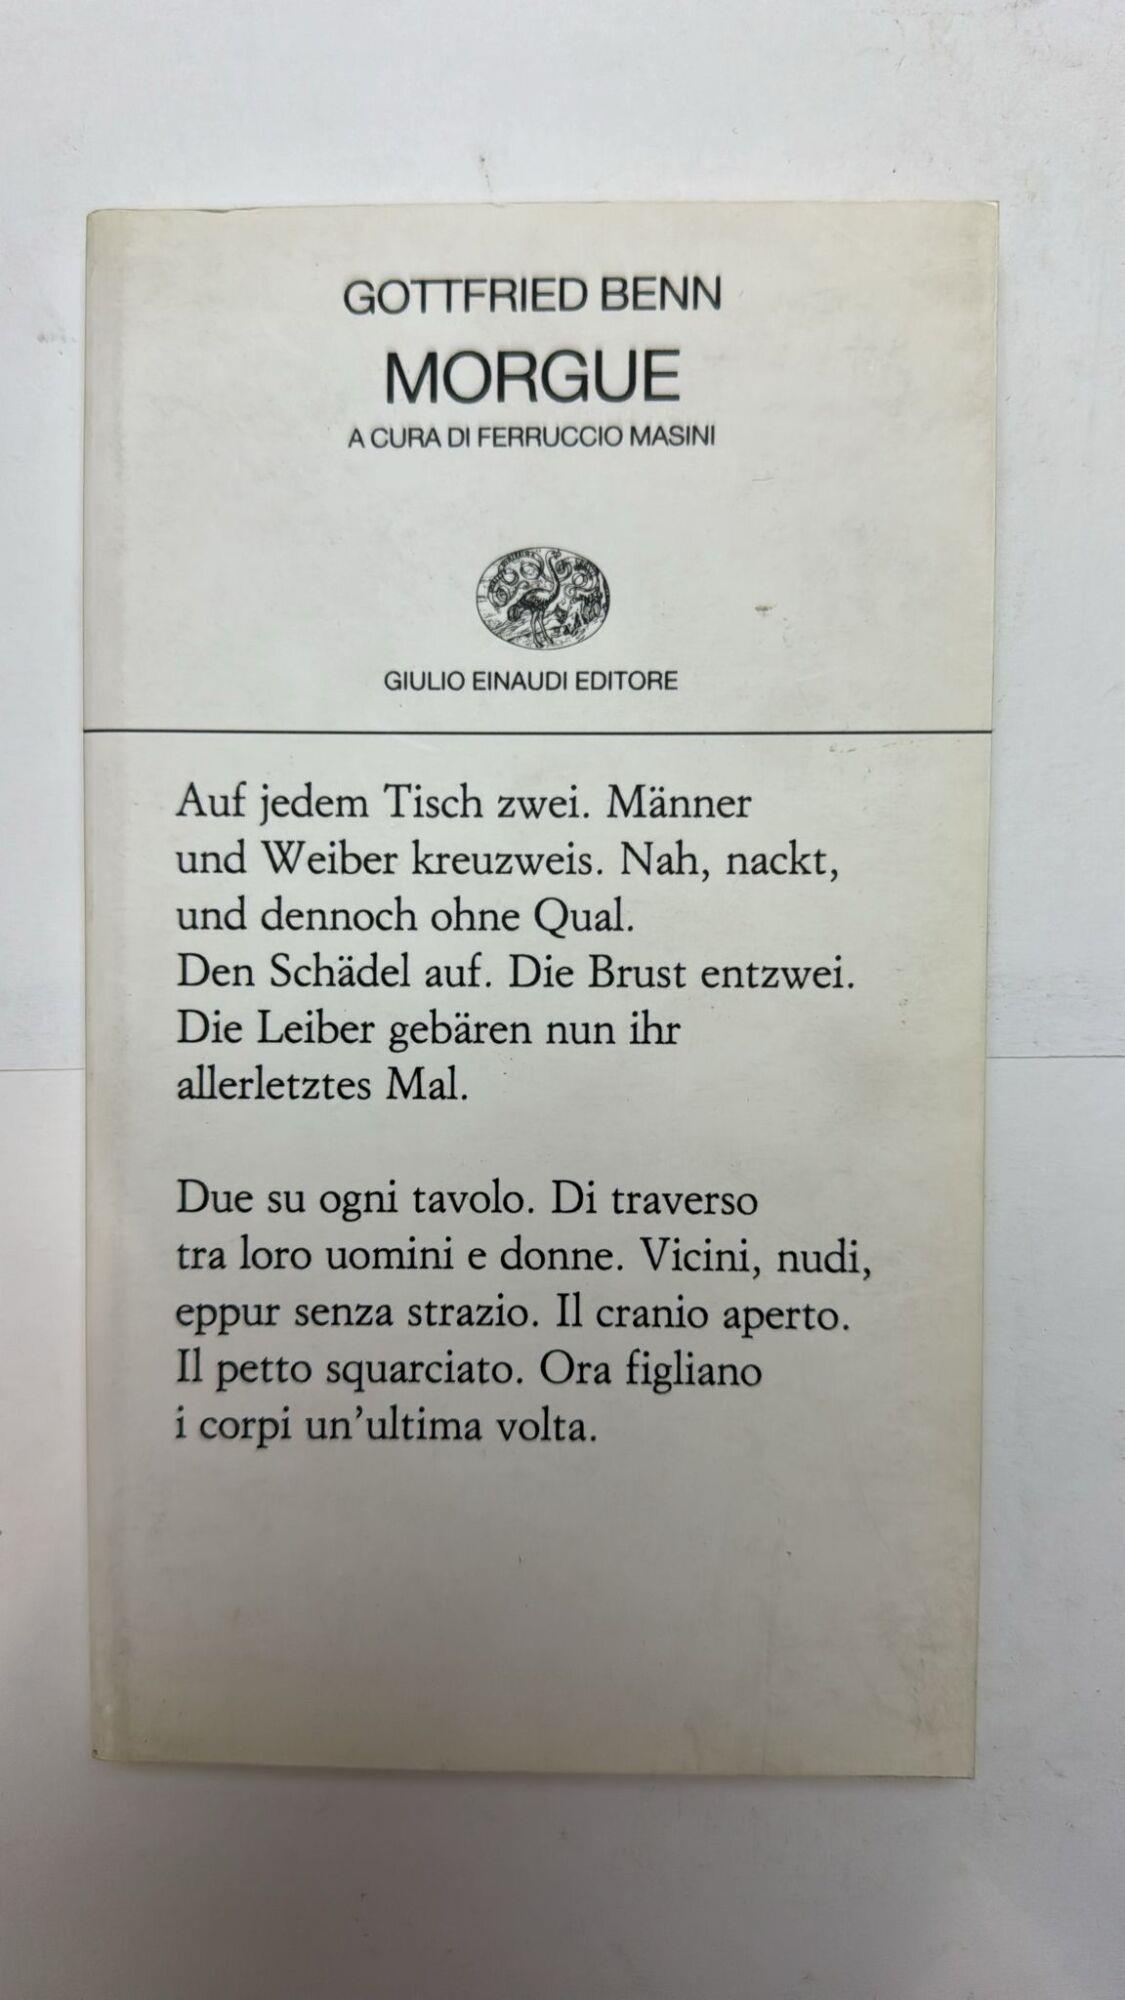 GOTTFRIED BENN
MORGUE
A CURA DI FERRUCCIO MASINI
GIULIO EINAUDI EDITORE
Auf jedem Tisch zwei. Männer
und Weiber kreuzweis. Nah, nackt,
und dennoch ohne Qual.
Den Schädel auf. Die Brust entzwei.
Die Leiber gebären nun ihr
allerletztes Mal.
Due su ogni tavolo. Di traverso
tra loro uomini e donne. Vicini, nudi,
eppur senza strazio. Il cranio aperto.
Il petto squarciato. Ora figliano
i corpi un'ultima volta.